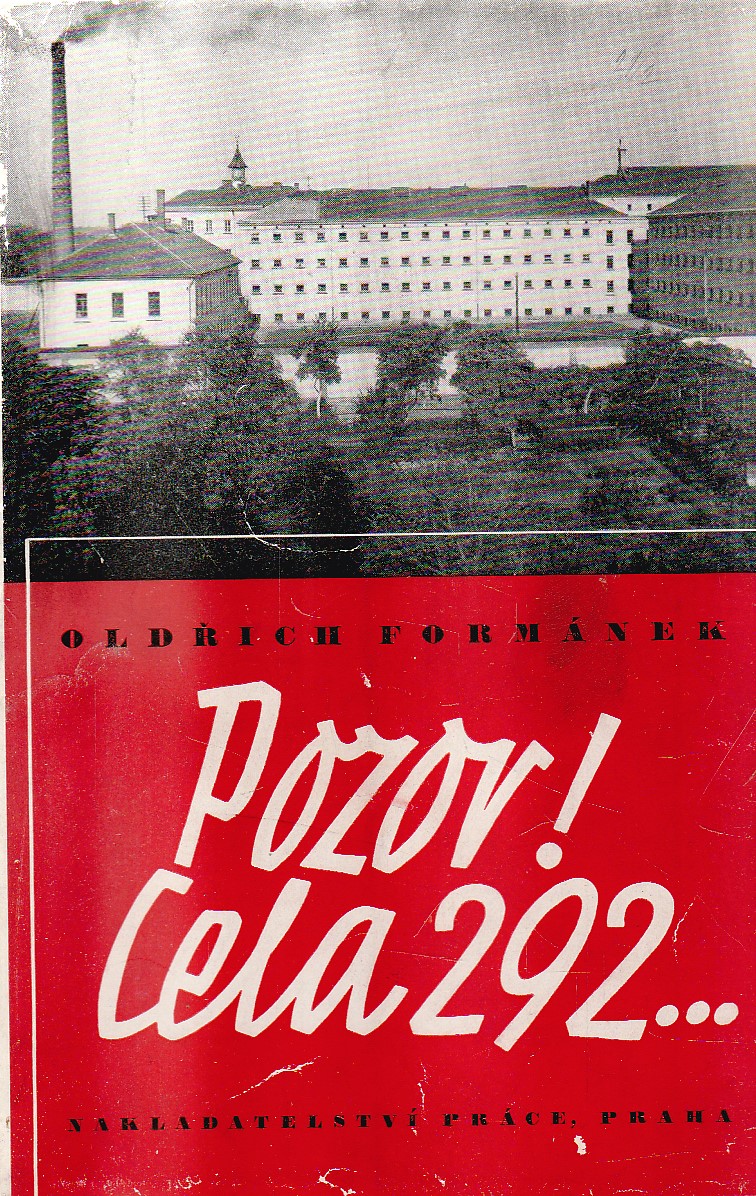 OLDŘICH FORMÁNEK
Pozor!
Cela 292...
NAKLADATELSTVÍ PRÁCE, PRAHA